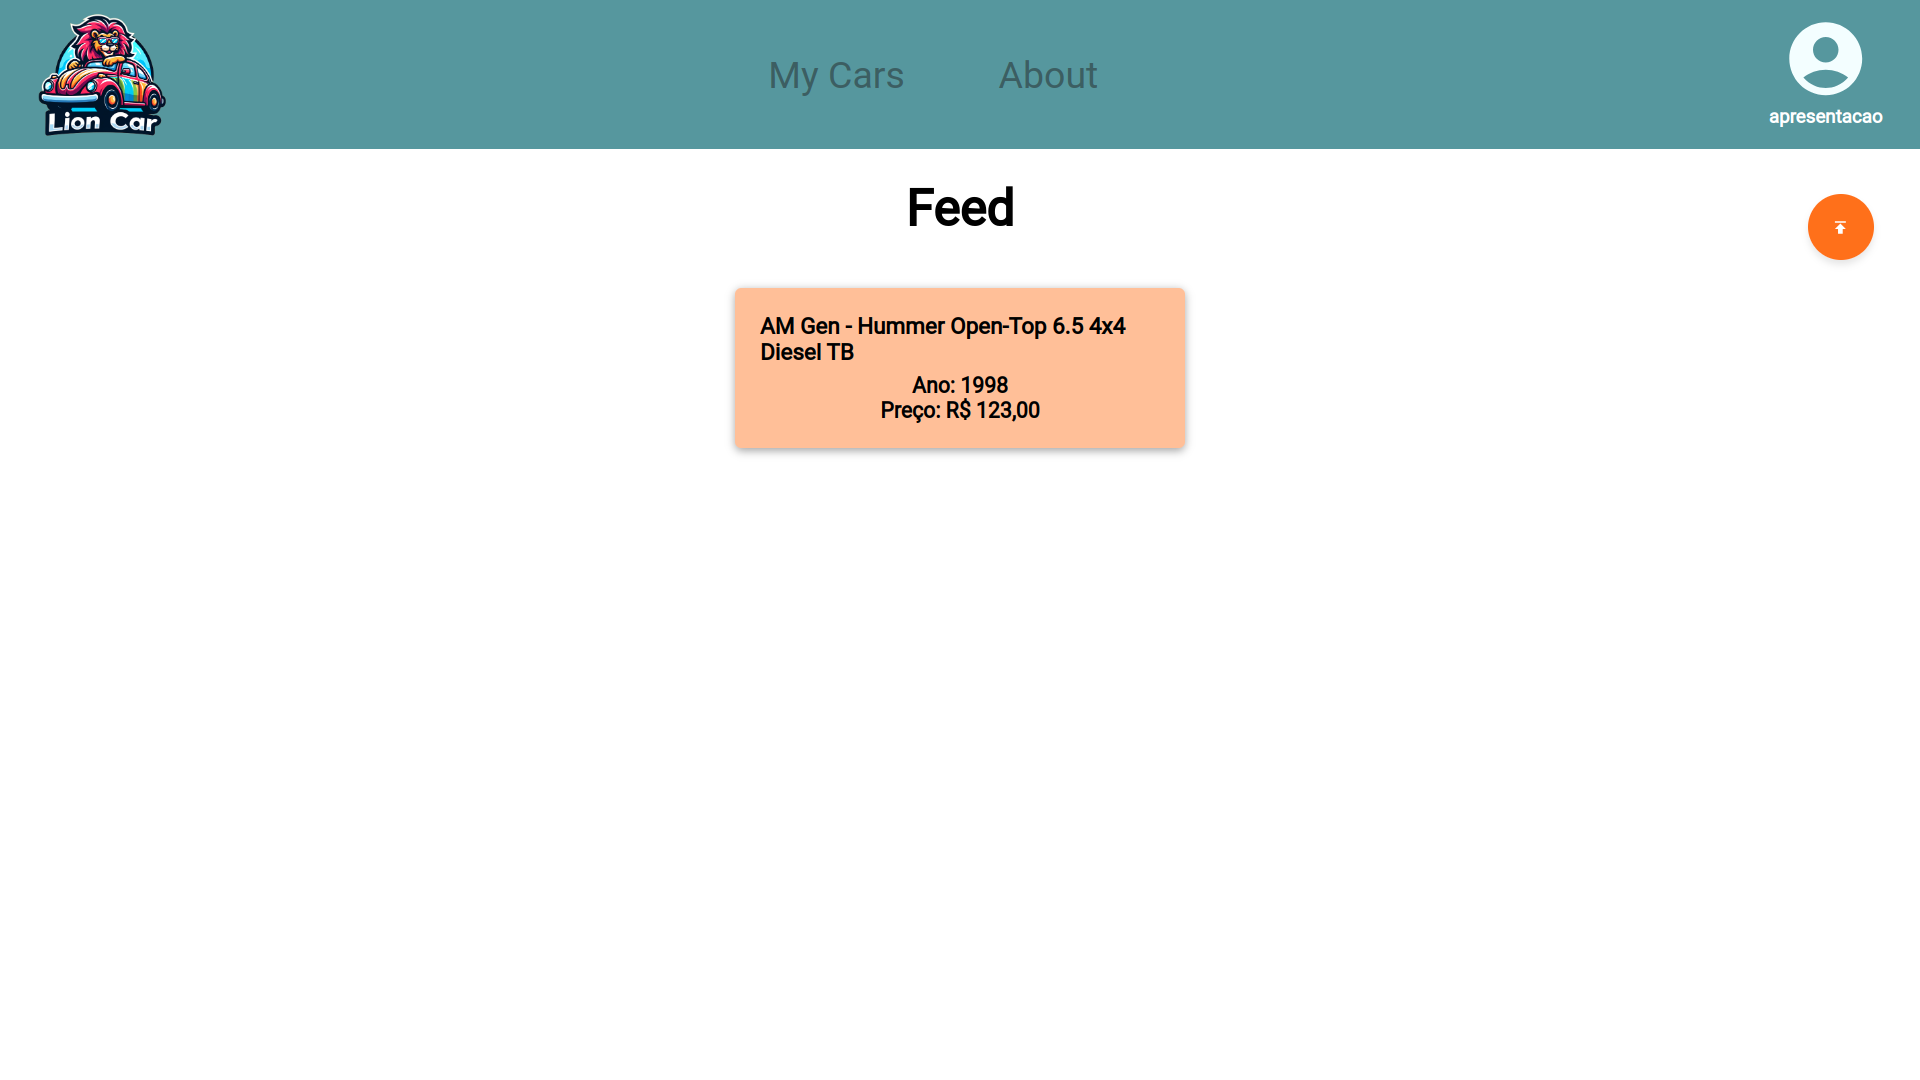 Lion Car
My Cars
About
apresentacao
Feed
AM Gen - Hummer Open-Top 6.5 4x4
Diesel TB
Ano: 1998
Preço: R$ 123,00